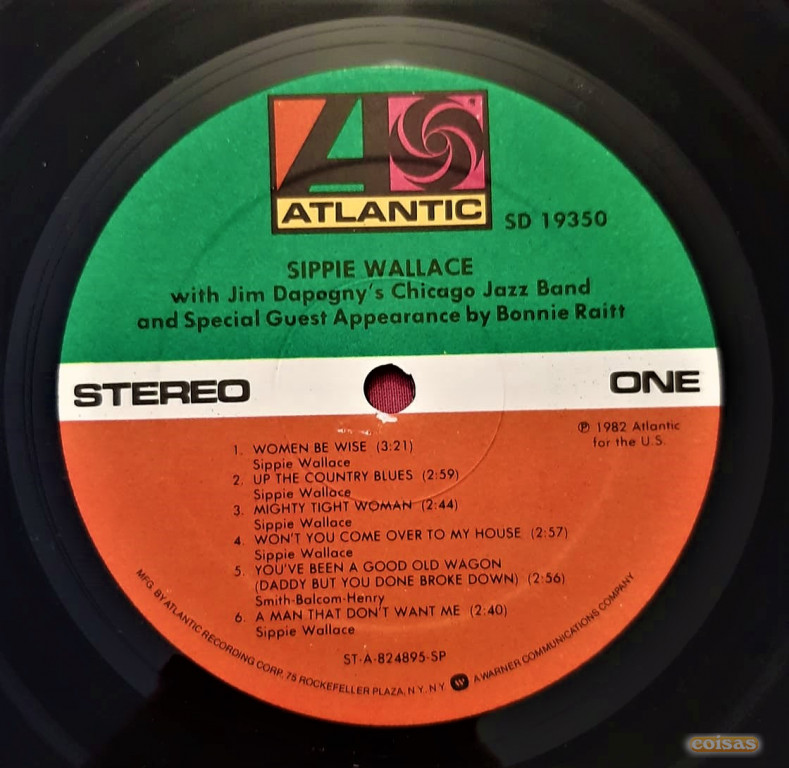 ATLANTIC
SD 19350
SIPPIE WALLACE
with Jim Dapogny's Chicago Jazz Band
and Special Guest Appearance by Bonnie Raitt
STEREO
ONE
℗ 1982 Atlantic
for the U.S.
1. WOMEN BE WISE (3:21)
Sippie Wallace
2. UP THE COUNTRY BLUES (2:59)
Sippie Wallace
3. MIGHTY TIGHT WOMAN (2:44)
Sippie Wallace
4. WON'T YOU COME OVER TO MY HOUSE (2:57)
Sippie Wallace
5. YOU'VE BEEN A GOOD OLD WAGON
(DADDY BUT YOU DONE BROKE DOWN) (2:56)
Smith-Balcom-Henry
6. A MAN THAT DON'T WANT ME (2:40)
Sippie Wallace
ST-A-824895-SP
MFG. BY ATLANTIC RECORDING CORP., 75 ROCKEFELLER PLAZA, N.Y., N.Y. A WARNER COMMUNICATIONS COMPANY
coisas